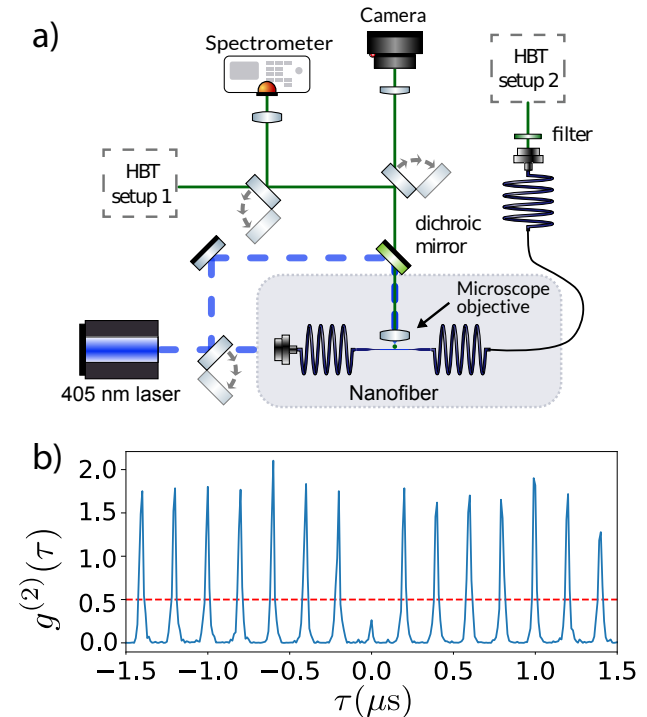 a)
Spectrometer
Camera
HBT
setup 2
filter
HBT
setup 1
dichroic
mirror
Microscope
objective
405 nm laser
Nanofiber
b)
g⁽²⁾(τ)
2.0
1.5
1.0
0.5
0.0
−1.5 −1.0 −0.5 0.0 0.5 1.0 1.5
τ(μs)